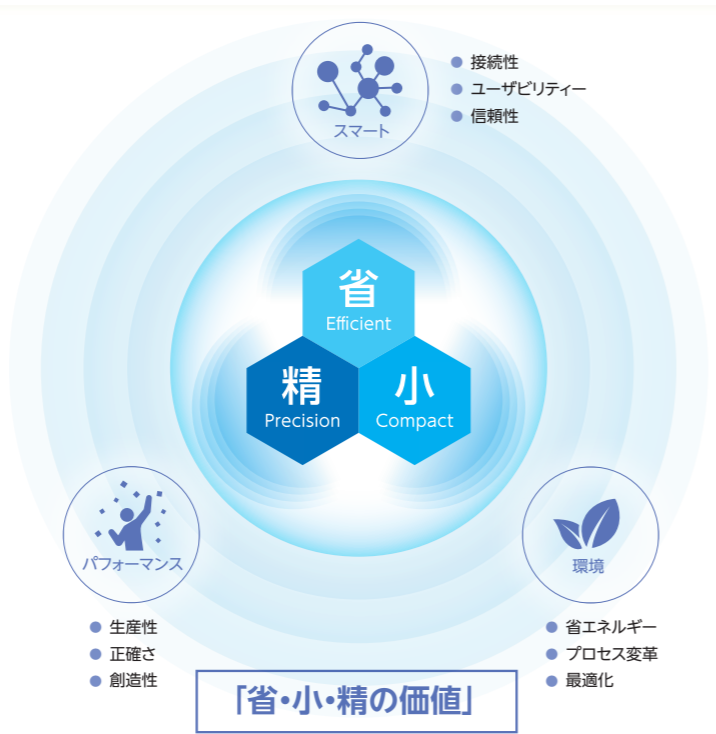 スマート
● 接続性
● ユーザビリティー
● 信頼性
省
Efficient
精
Precision
小
Compact
パフォーマンス
● 生産性
● 正確さ
● 創造性
環境
● 省エネルギー
● プロセス変革
● 最適化
「省・小・精の価値」